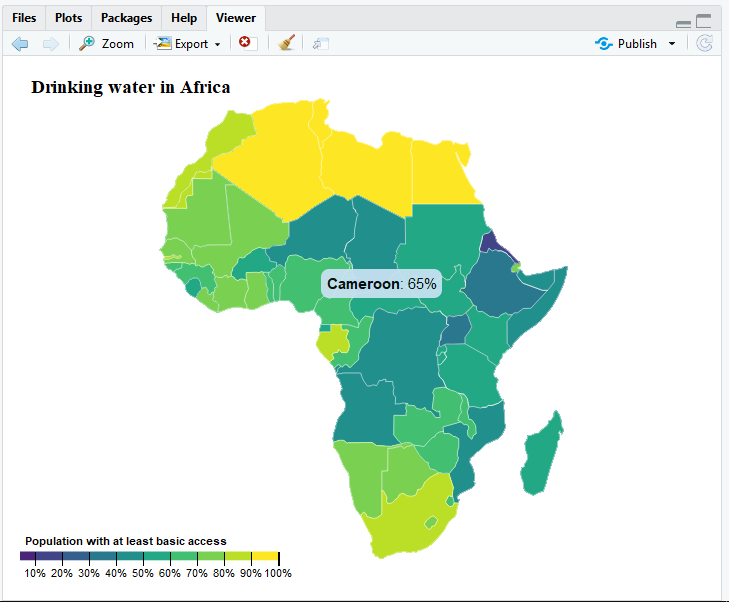 Files Plots Packages Help Viewer
Zoom Export Publish
Drinking water in Africa
Cameroon: 65%
Population with at least basic access
10% 20% 30% 40% 50% 60% 70% 80% 90% 100%